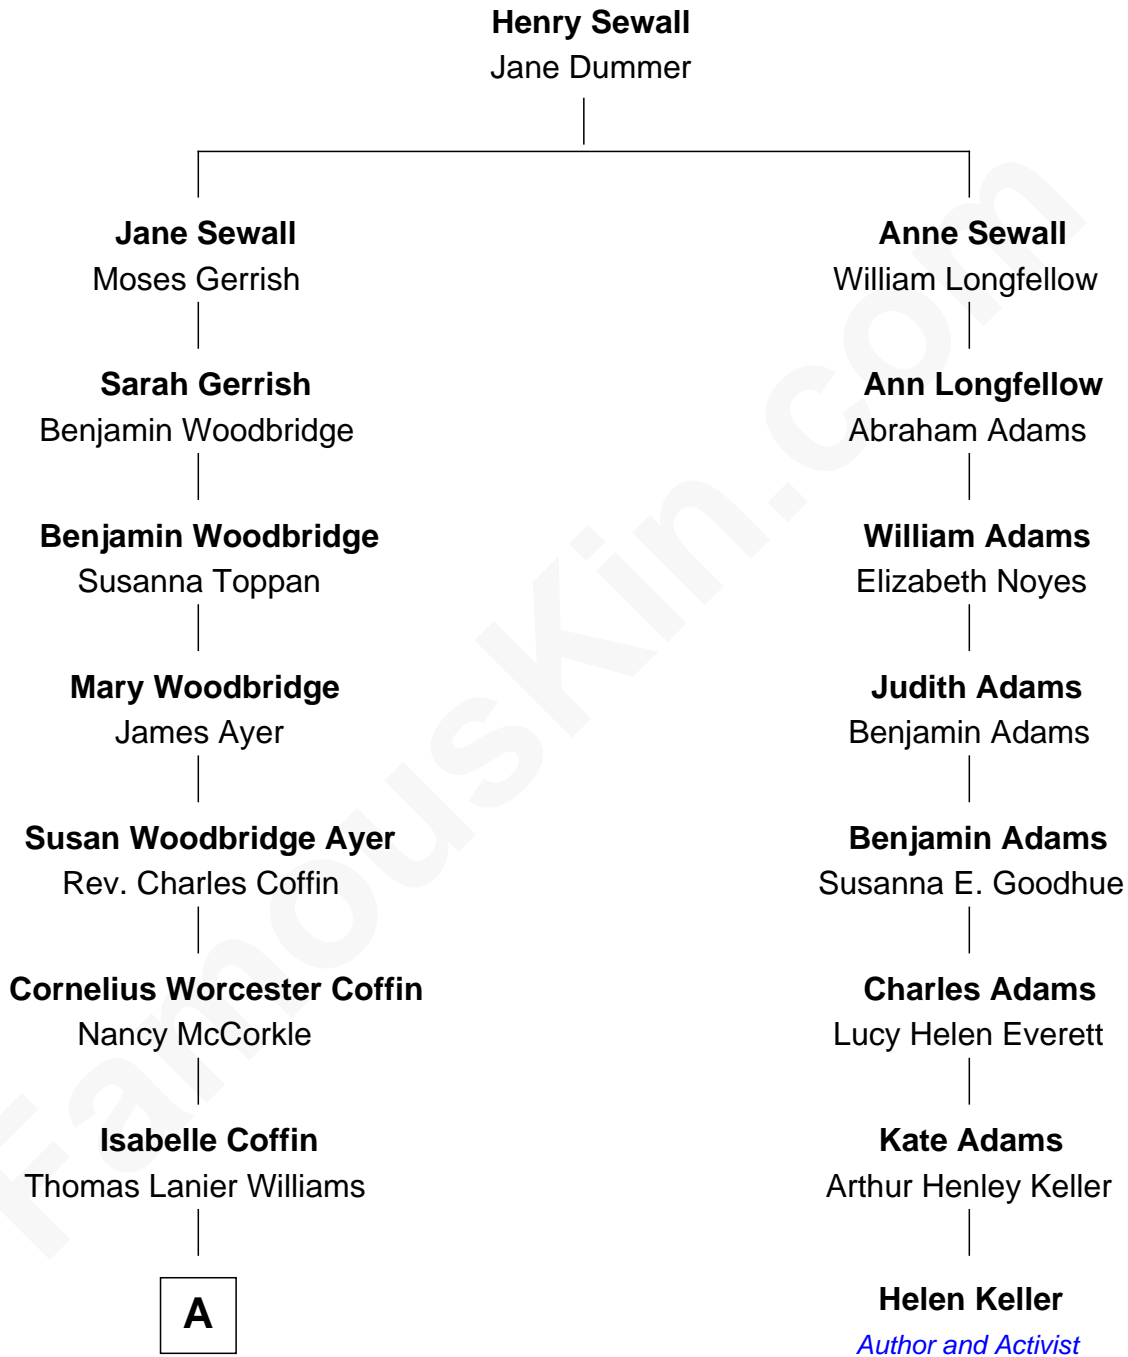 Henry Sewall
Jane Dummer
Jane Sewall
Moses Gerrish
Anne Sewall
William Longfellow
Sarah Gerrish
Benjamin Woodbridge
Ann Longfellow
Abraham Adams
Benjamin Woodbridge
Susanna Toppan
William Adams
Elizabeth Noyes
Mary Woodbridge
James Ayer
Judith Adams
Benjamin Adams
Susan Woodbridge Ayer
Rev. Charles Coffin
Benjamin Adams
Susanna E. Goodhue
Cornelius Worcester Coffin
Nancy McCorkle
Charles Adams
Lucy Helen Everett
Isabelle Coffin
Thomas Lanier Williams
Kate Adams
Arthur Henley Keller
A
Helen Keller
Author and Activist
FamousKin.com